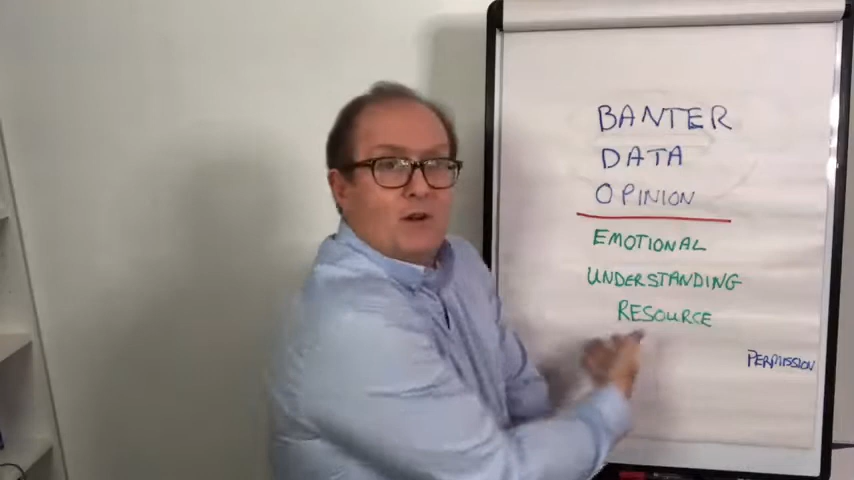 BANTER
DATA
OPINION
EMOTIONAL
UNDERSTANDING
RESOURCE
PERMISSION